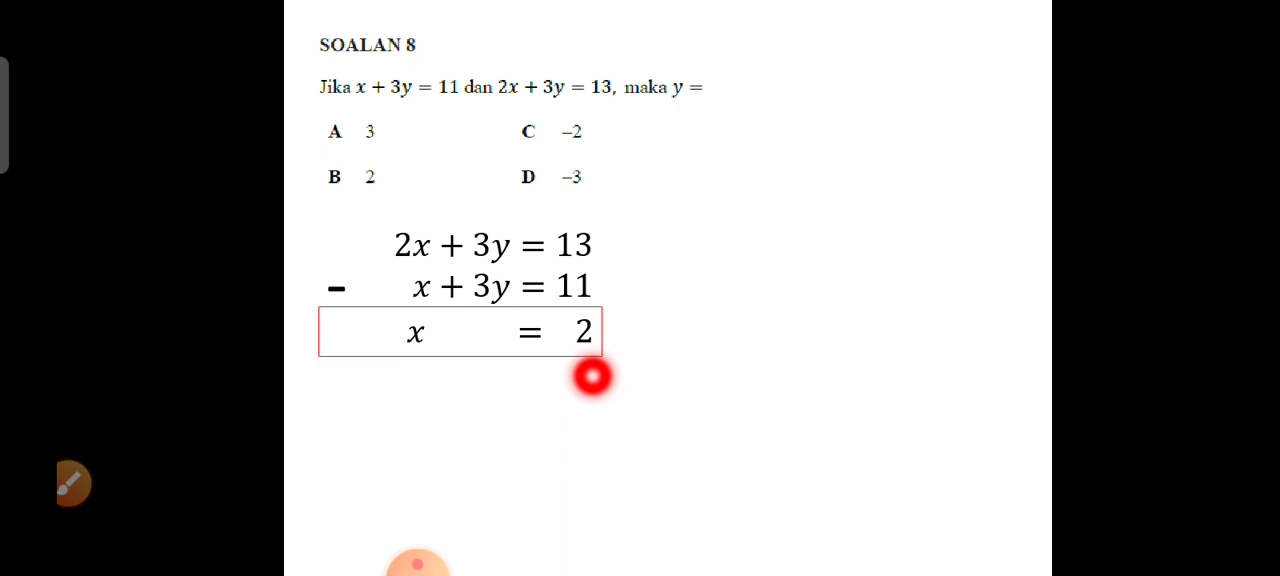 SOALAN 8
Jika x + 3y = 11 dan 2x + 3y = 13, maka y =
A 3 C –2
B 2 D –3
2x + 3y = 13
- x + 3y = 11
x = 2